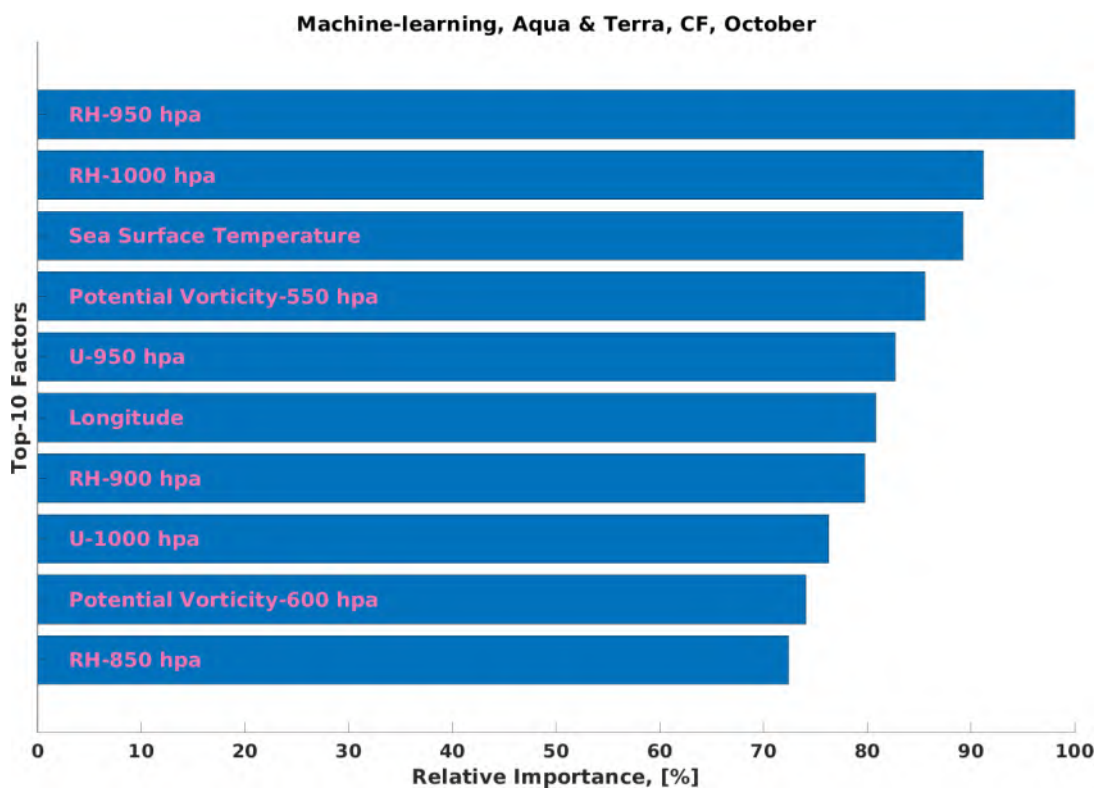 Machine-learning, Aqua & Terra, CF, October
Top-10 Factors
RH-950 hpa
RH-1000 hpa
Sea Surface Temperature
Potential Vorticity-550 hpa
U-950 hpa
Longitude
RH-900 hpa
U-1000 hpa
Potential Vorticity-600 hpa
RH-850 hpa
0 10 20 30 40 50 60 70 80 90 100
Relative Importance, [%]